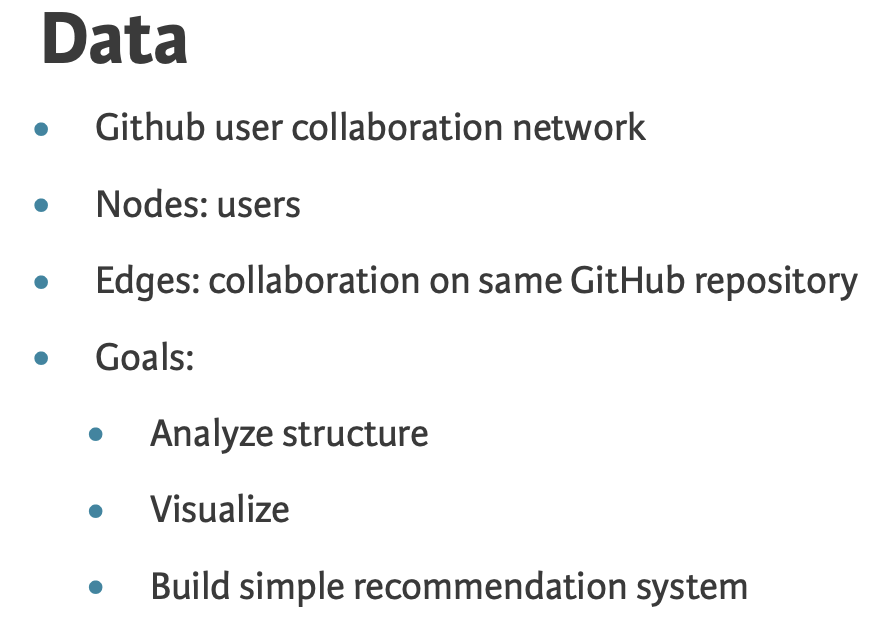 Data
Github user collaboration network
Nodes: users
Edges: collaboration on same GitHub repository
Goals:
Analyze structure
Visualize
Build simple recommendation system